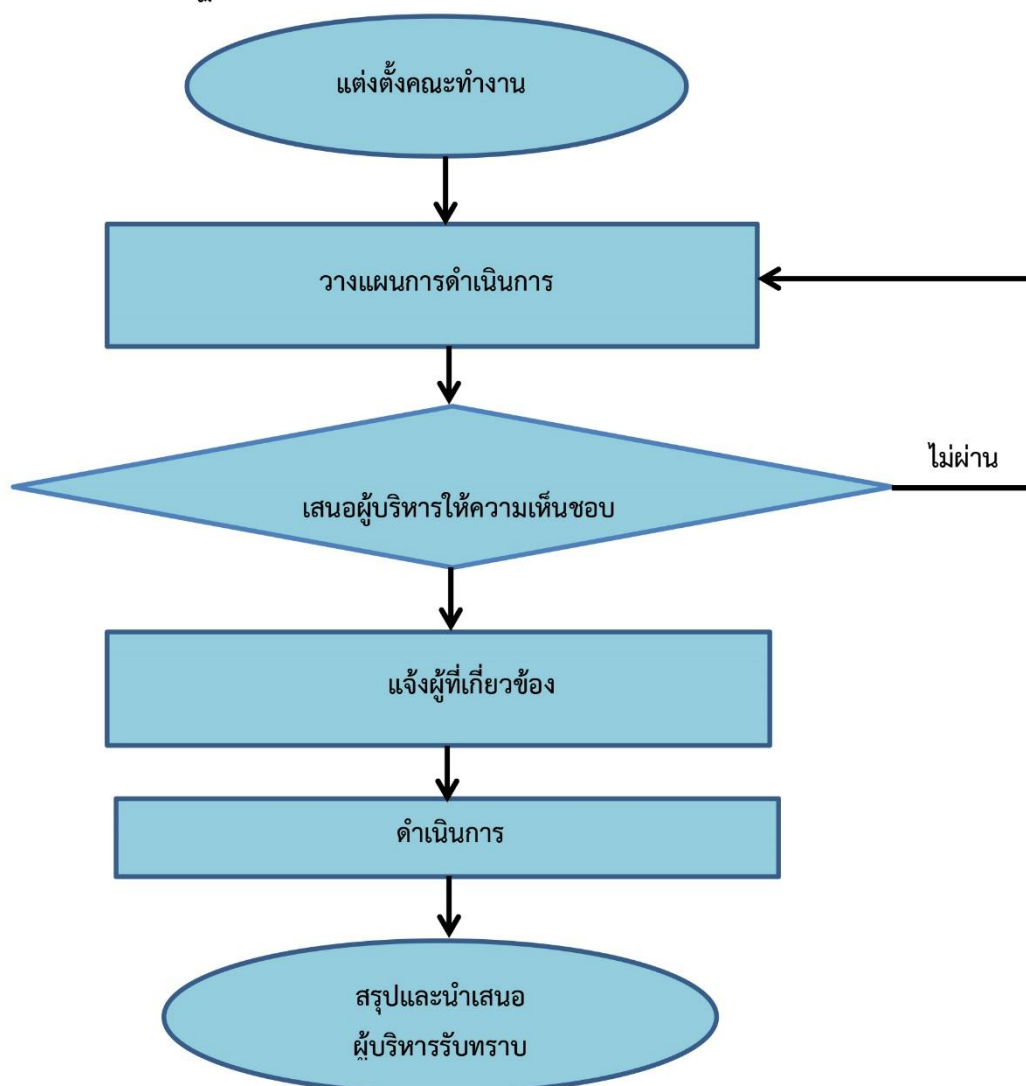 แต่งตั้งคณะทำงาน
วางแผนการดำเนินการ
ไม่ผ่าน
เสนอผู้บริหารให้ความเห็นชอบ
แจ้งผู้ที่เกี่ยวข้อง
ดำเนินการ
สรุปและนำเสนอ
ผู้บริหารรับทราบ